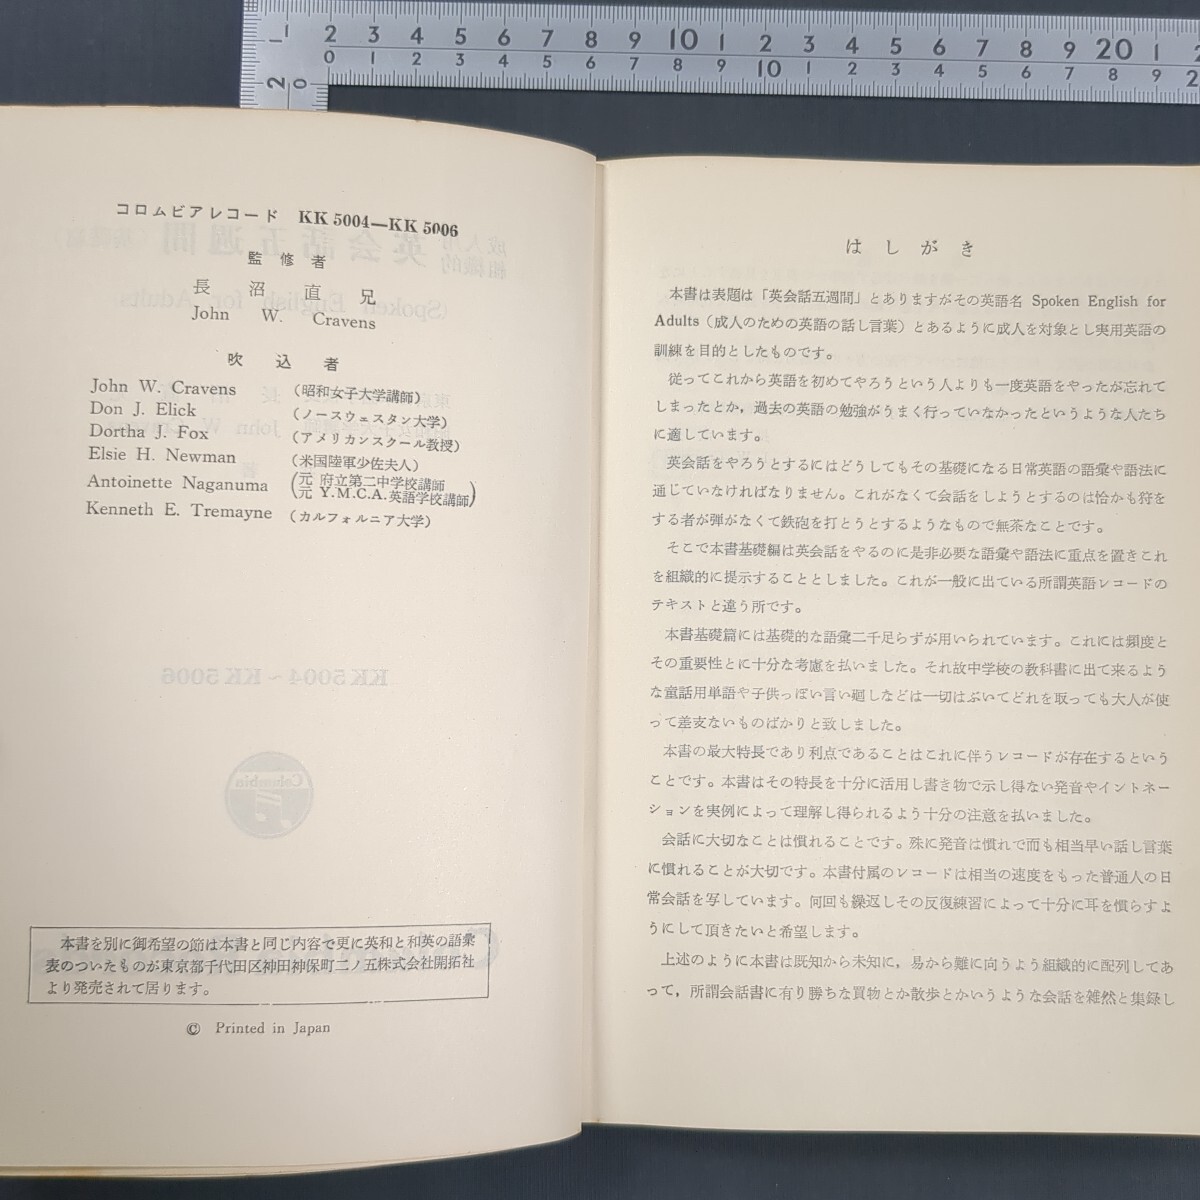 1 2 3 4 5 6 7 8 9 10 1 2 3 4 5 6 7 8 9 20 1 2
2 0 0 1 2 3 4 5 6 7 8 9 10 1 2 3 4 5 6 7 8 9 2
コロムビアレコード KK 5004—KK 5006
監修者
長沼直兄
John W. Cravens
吹込者
John W. Cravens (昭和女子大学講師)
Don J. Elick (ノースウェスタン大学)
Dortha J. Fox (アメリカンスクール教授)
Elsie H. Newman (米国陸軍少佐夫人)
Antoinette Naganuma (元 府立第二中学校講師
元 Y.M.C.A.英語学校講師)
Kenneth E. Tremayne (カルフォルニア大学)
本書を別に御希望の節は本書と同じ内容で更に英和と和英の語彙
表のついたものが東京都千代田区神田神保町二ノ五株式会社開拓社
より発売されて居ります。
© Printed in Japan
はしがき
本書は表題は「英会話五週間」とありますがその英語名 Spoken English for
Adults（成人のための英語の話し言葉）とあるように成人を対象とし実用英語の
訓練を目的としたものです。
従ってこれから英語を初めてやろうという人よりも一度英語をやったが忘れて
しまったとか，過去の英語の勉強がうまく行っていなかったというような人たち
に適しています。
英会話をやろうとするにはどうしてもその基礎になる日常英語の語彙や語法に
通じていなければなりません。これがなくて会話をしようとするのは恰かも狩を
する者が弾がなくて鉄砲を打とうとするようなもので無茶なことです。
そこで本書基礎編は英会話をやるのに是非必要な語彙や語法に重点を置きこれ
を組織的に提示することとしました。これが一般に出ている所謂英語レコードの
テキストと違う所です。
本書基礎篇には基礎的な語彙二千足らずが用いられています。これには頻度と
その重要性とに十分な考慮を払いました。それ故中学校の教科書に出て来るよう
な童話用単語や子供っぽい言い廻しなどは一切はぶいてどれを取っても大人が使
って差支ないものばかりと致しました。
本書の最大特長であり利点であることはこれに伴うレコードが存在するという
ことです。本書はその特長を十分に活用し書き物で示し得ない発音やイントネー
ションを実例によって理解し得られるよう十分の注意を払いました。
会話に大切なことは慣れることです。殊に発音は慣れで而も相当早い話し言葉
に慣れることが大切です。本書付属のレコードは相当の速度をもった普通人の日
常会話を写しています。何回も繰返しその反復練習によって十分に耳を慣らすよ
うにして頂きたいと希望します。
上述のように本書は既知から未知に，易から難に向うよう組織的に配列してあ
って，所謂会話書に有り勝ちな買物とか散歩とかいうような会話を雑然と集録し